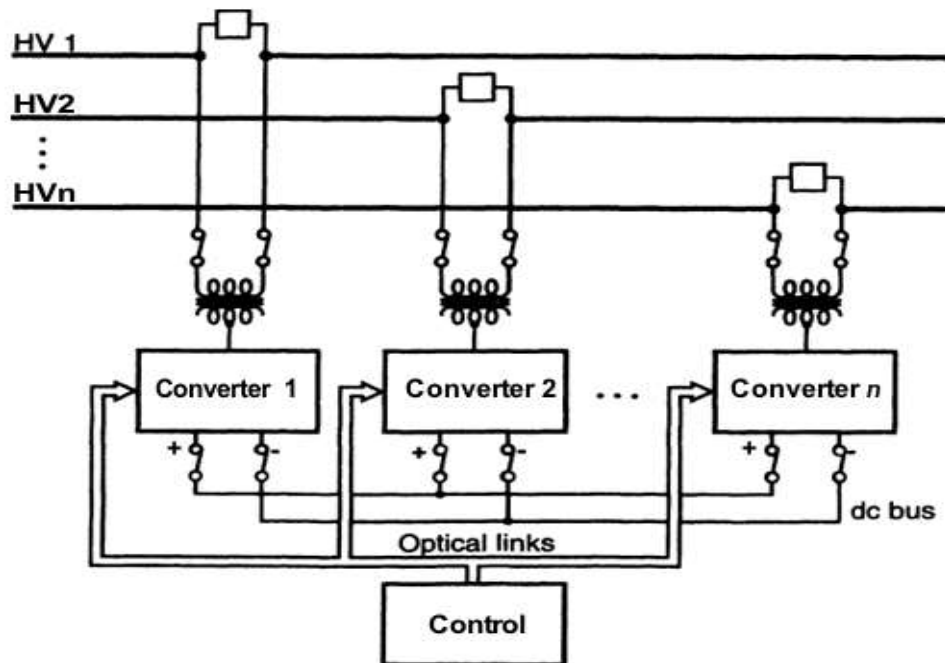 HV 1
HV2
HVn
Converter 1
Converter 2
...
Converter n
+ -
+ -
+ -
dc bus
Optical links
Control